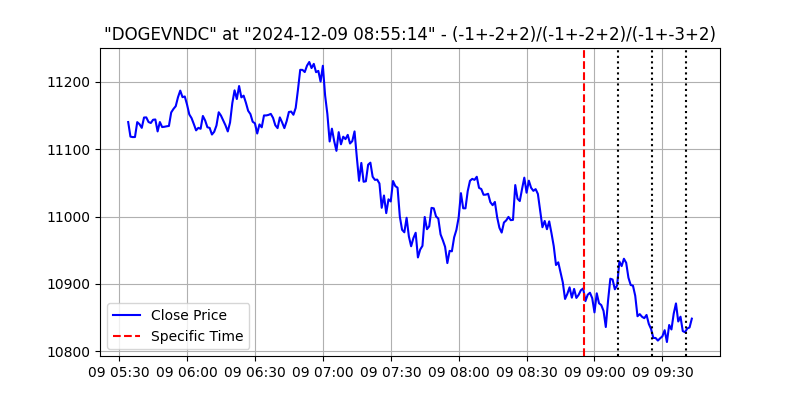 "DOGEVNDC" at "2024-12-09 08:55:14" - (-1+-2+2)/(-1+-2+2)/(-1+-3+2)
11200
11100
11000
10900
10800
Close Price
Specific Time
09 05:30 09 06:00 09 06:30 09 07:00 09 07:30 09 08:00 09 08:30 09 09:00 09 09:30